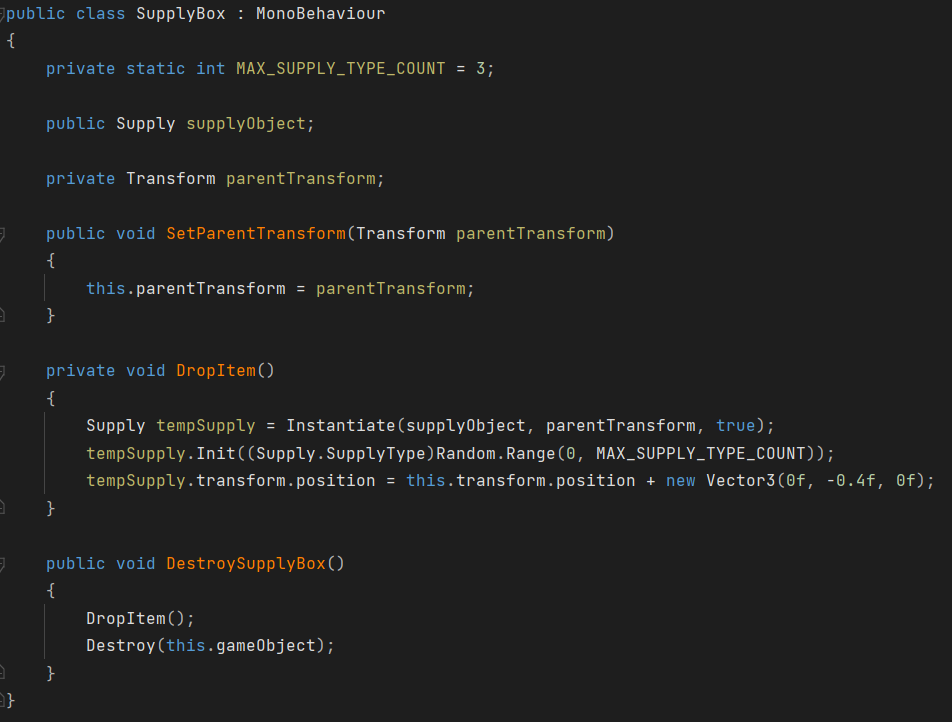 public class SupplyBox : MonoBehaviour
{
    private static int MAX_SUPPLY_TYPE_COUNT = 3;

    public Supply supplyObject;

    private Transform parentTransform;

    public void SetParentTransform(Transform parentTransform)
    {
        this.parentTransform = parentTransform;
    }

    private void DropItem()
    {
        Supply tempSupply = Instantiate(supplyObject, parentTransform, true);
        tempSupply.Init((Supply.SupplyType)Random.Range(0, MAX_SUPPLY_TYPE_COUNT));
        tempSupply.transform.position = this.transform.position + new Vector3(0f, -0.4f, 0f);
    }

    public void DestroySupplyBox()
    {
        DropItem();
        Destroy(this.gameObject);
    }
}